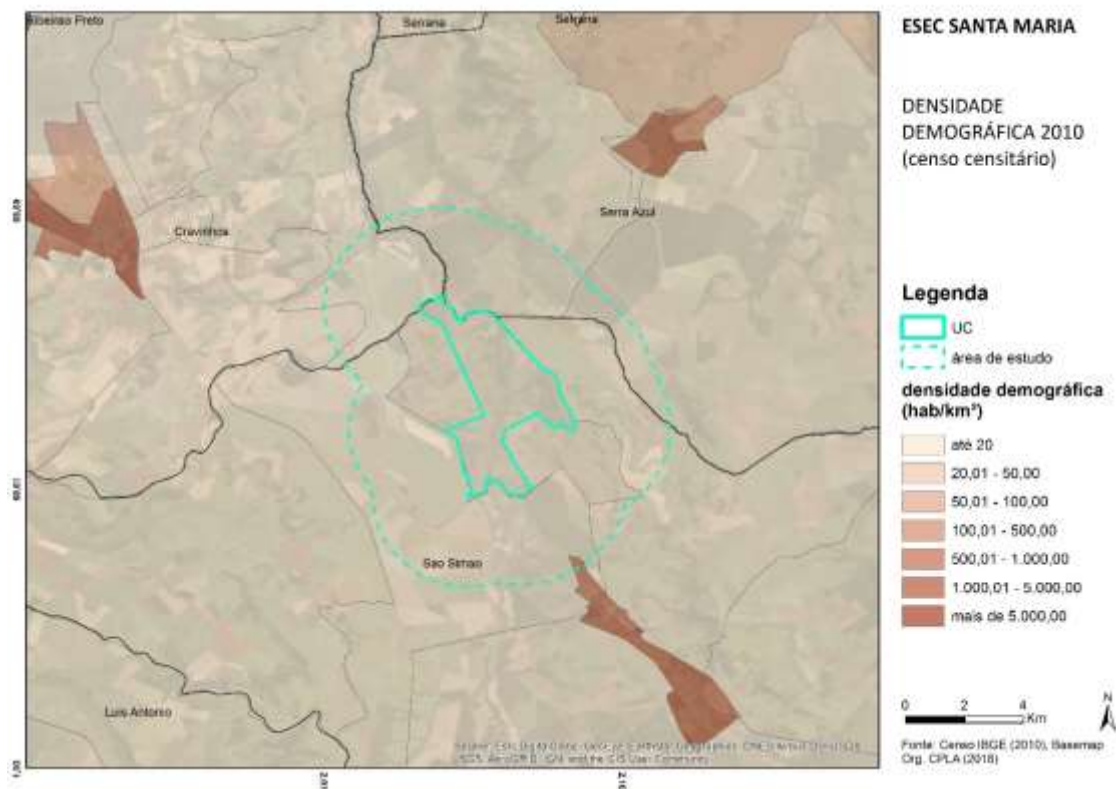 Ribeirao Preto
Serrana
Serrana
ESEC SANTA MARIA
DENSIDADE
DEMOGRÁFICA 2010
(censo censitário)
Cravinhos
Serra Azul
Sao Simao
Luis Antonio
Legenda
UC
área de estudo
densidade demográfica
(hab/km²)
até 20
20,01 - 50,00
50,01 - 100,00
100,01 - 500,00
500,01 - 1.000,00
1.000,01 - 5.000,00
mais de 5.000,00
0 2 4
Km
N
Fonte: Censo IBGE (2010), Basemap
Org. CPLA (2018)